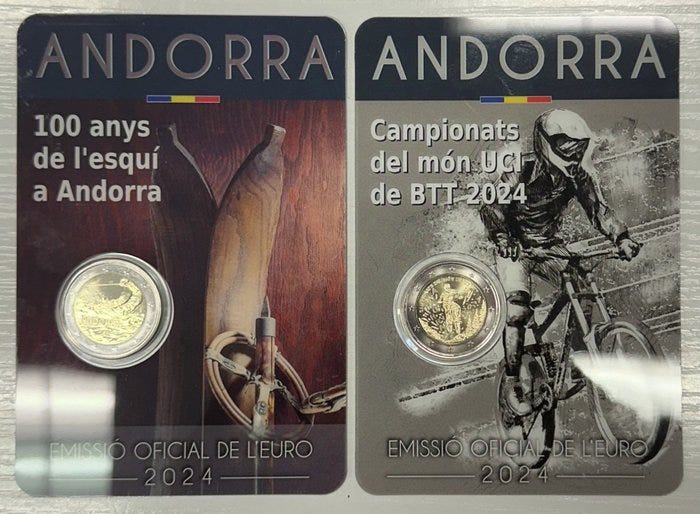 ANDORRA
100 anys
de l'esquí
a Andorra
EMISSIÓ OFICIAL DE L'EURO
2024
ANDORRA
Campionats
del món UCI
de BTT 2024
EMISSIÓ OFICIAL DE L'EURO
2024